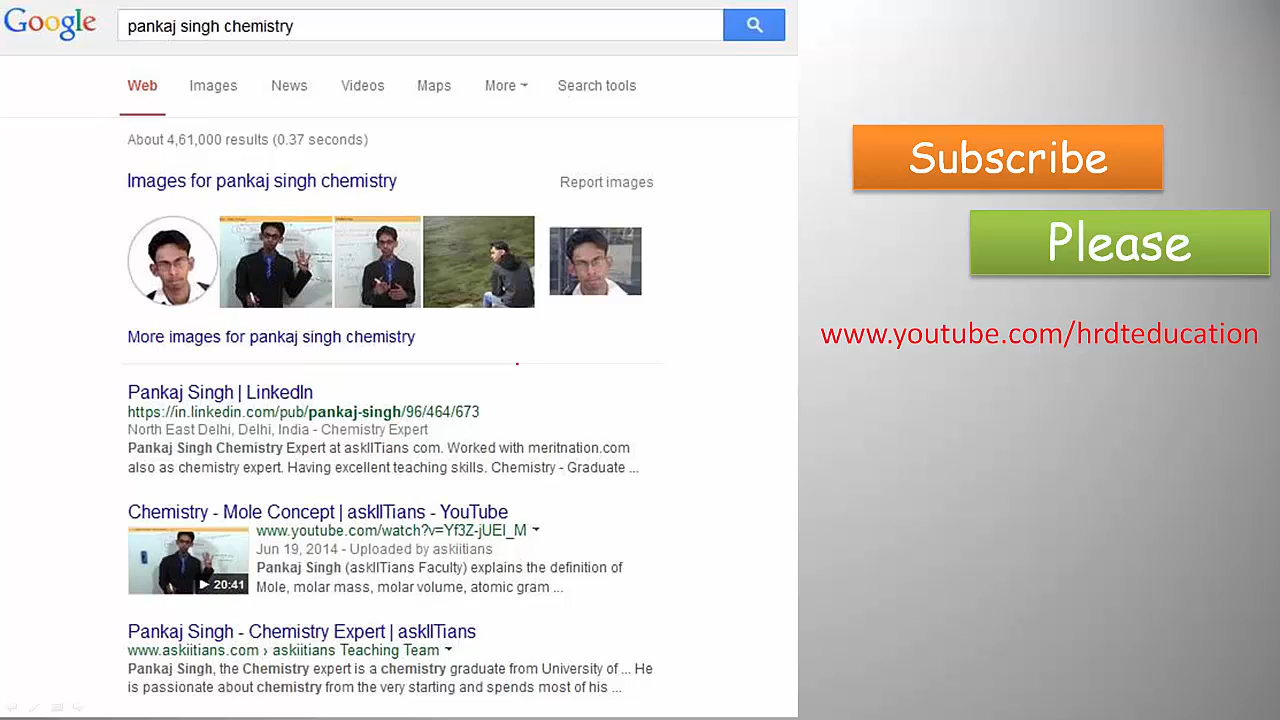 Google
pankaj singh chemistry
Web Images News Videos Maps More Search tools
About 4,61,000 results (0.37 seconds)
Images for pankaj singh chemistry
Report images
More images for pankaj singh chemistry
Pankaj Singh | LinkedIn
https://in.linkedin.com/pub/pankaj-singh/96/464/673
North East Delhi, Delhi, India - Chemistry Expert
Pankaj Singh Chemistry Expert at askIITians com. Worked with meritnation.com
also as chemistry expert. Having excellent teaching skills. Chemistry - Graduate ...
Chemistry - Mole Concept | askIITians - YouTube
www.youtube.com/watch?v=Yf3Z-jUEI_M
Jun 19, 2014 - Uploaded by askiitians
Pankaj Singh (askIITians Faculty) explains the definition of
Mole, molar mass, molar volume, atomic gram ...
20:41
Pankaj Singh - Chemistry Expert | askIITians
www.askiitians.com › askiitians Teaching Team
Pankaj Singh, the Chemistry expert is a chemistry graduate from University of ... He
is passionate about chemistry from the very starting and spends most of his ...
Subscribe
Please
www.youtube.com/hrdteducation